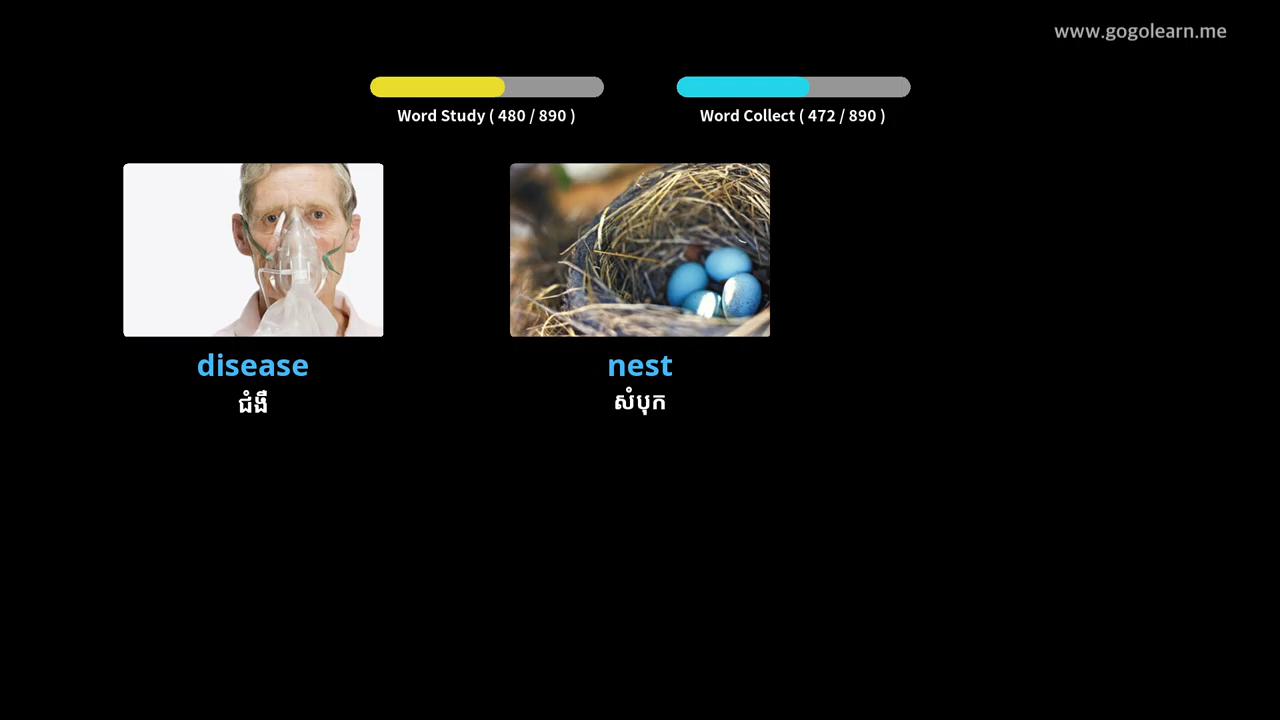 www.gogolearn.me
Word Study ( 480 / 890 )
Word Collect ( 472 / 890 )
disease
ជំងឺ
nest
សំបុក